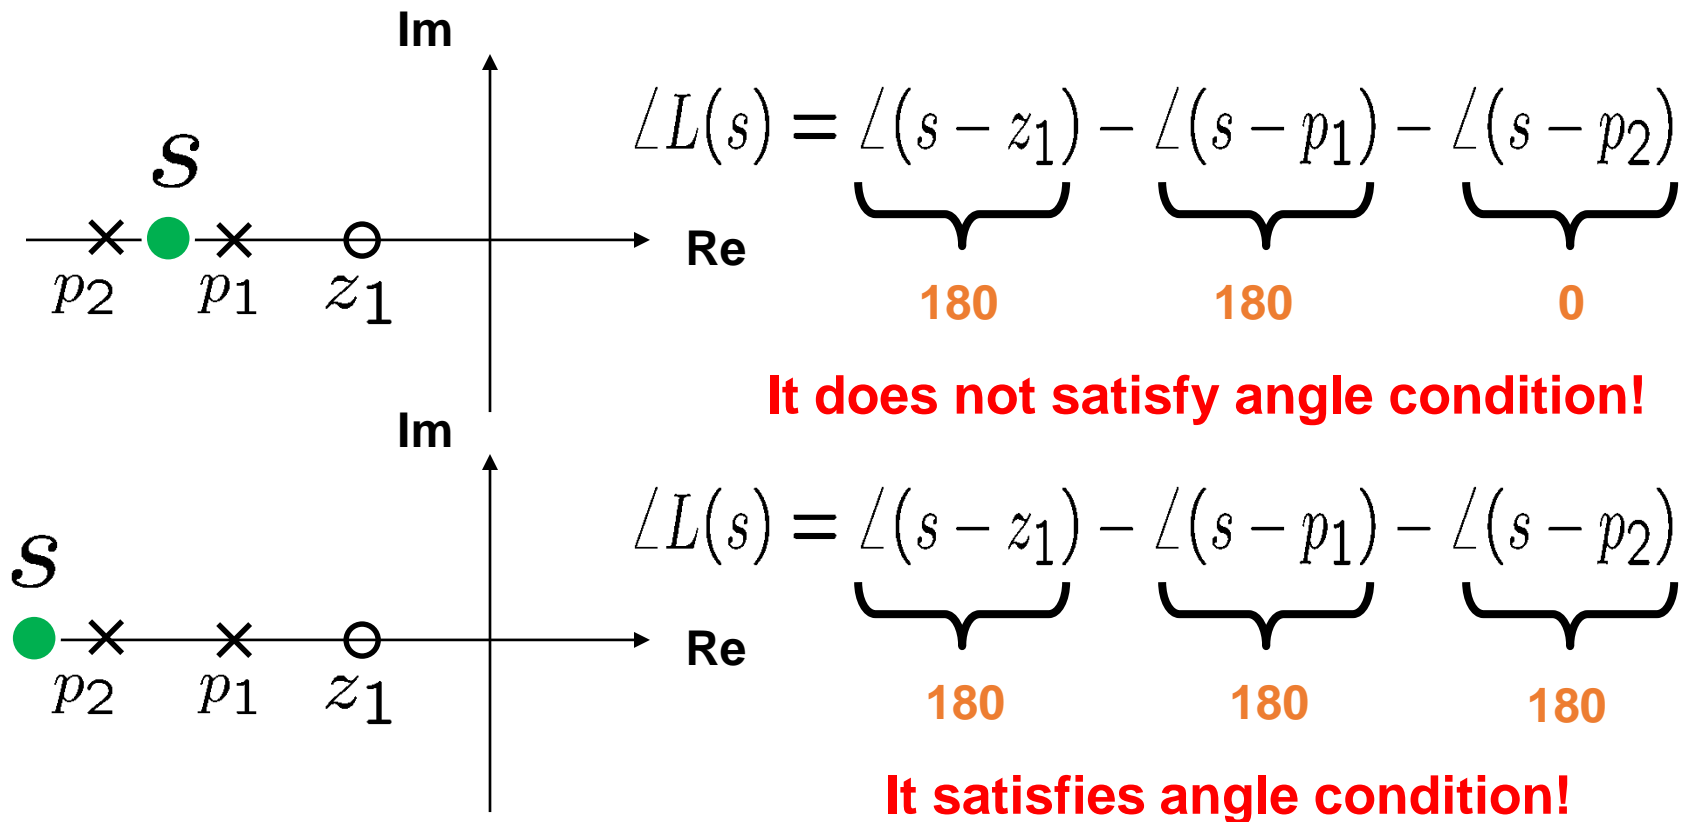 Im
∠L(s) = ∠(s − z₁) − ∠(s − p₁) − ∠(s − p₂)
s
Re
p₂ p₁ z₁
180 180 0
It does not satisfy angle condition!
Im
∠L(s) = ∠(s − z₁) − ∠(s − p₁) − ∠(s − p₂)
s
Re
p₂ p₁ z₁
180 180 180
It satisfies angle condition!